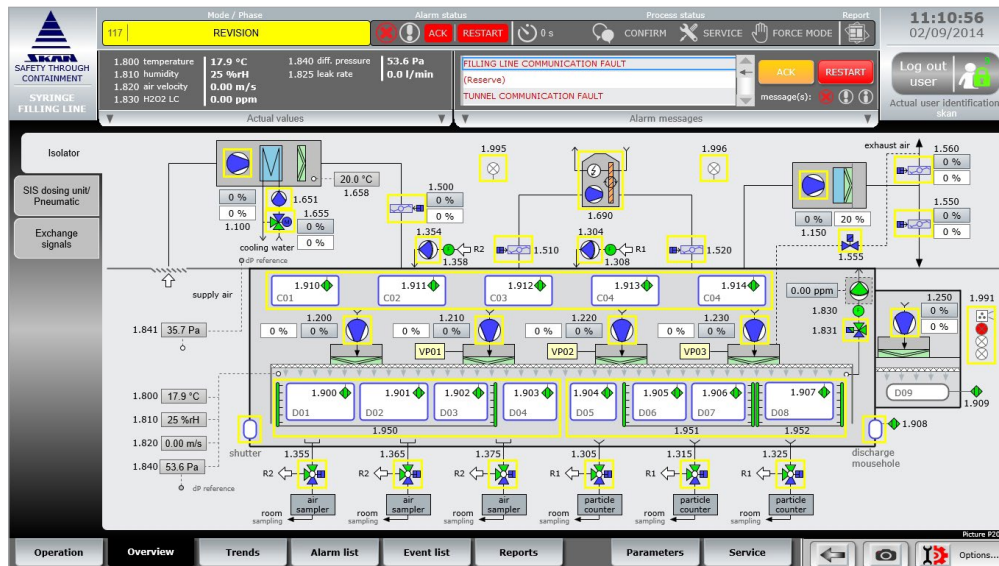 Mode / Phase
Alarm status
Process status
Report
117
REVISION
ACK
RESTART
0 s
CONFIRM
SERVICE
FORCE MODE
11:10:56
02/09/2014
SKAN
SAFETY THROUGH
CONTAINMENT
SYRINGE
FILLING LINE
1.800 temperature 17.9 °C
1.810 humidity 25 %rH
1.820 air velocity 0.00 m/s
1.830 H2O2 LC 0.00 ppm
1.840 diff. pressure 53.6 Pa
1.825 leak rate 0.0 l/min
Actual values
FILLING LINE COMMUNICATION FAULT
(Reserve)
TUNNEL COMMUNICATION FAULT
ACK
RESTART
message(s):
Alarm messages
Log out
user
Actual user identification
skan
Isolator
SIS dosing unit/
Pneumatic
Exchange
signals
20.0 °C
1.658
0 %
0 %
1.100
1.651
1.655
0 %
0 %
cooling water
dP reference
1.500
0 %
0 %
1.995
1.354
R2
1.358
1.510
1.690
1.304
R1
1.308
1.996
1.520
exhaust air
1.560
0 %
0 %
1.550
0 %
0 %
0 %
20 %
1.150
1.555
supply air
1.910
C01
1.911
C02
1.912
C03
1.913
C04
1.914
C04
0.00 ppm
1.830
1.831
1.250
0 %
0 %
1.991
1.841
35.7 Pa
1.200
0 %
0 %
1.210
0 %
0 %
1.220
0 %
0 %
1.230
0 %
0 %
VP01
VP02
VP03
1.900
D01
1.901
D02
1.902
D03
1.903
D04
1.904
D05
1.905
D06
1.906
D07
1.907
D08
D09
1.909
1.950
1.951
1.952
1.908
1.800
17.9 °C
1.810
25 %rH
1.820
0.00 m/s
1.840
53.6 Pa
dP reference
shutter
discharge
mousehole
1.355
R2
air
sampler
room
sampling
1.365
R2
air
sampler
room
sampling
1.375
R2
air
sampler
room
sampling
1.305
R1
particle
counter
room
sampling
1.315
R1
particle
counter
room
sampling
1.325
R1
particle
counter
room
sampling
Operation
Overview
Trends
Alarm list
Event list
Reports
Parameters
Service
Options...